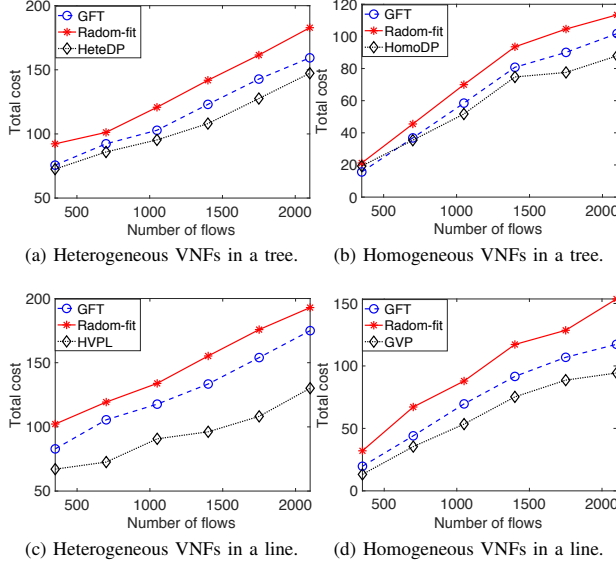 200
150
100
50
Total cost
GFT
Radom-fit
HeteDP
500 1000 1500 2000
Number of flows
(a) Heterogeneous VNFs in a tree.
120
100
80
60
40
20
0
Total cost
GFT
Radom-fit
HomoDP
500 1000 1500 2000
Number of flows
(b) Homogeneous VNFs in a tree.
200
150
100
50
Total cost
GFT
Radom-fit
HVPL
500 1000 1500 2000
Number of flows
(c) Heterogeneous VNFs in a line.
150
100
50
0
Total cost
GFT
Radom-fit
GVP
500 1000 1500 2000
Number of flows
(d) Homogeneous VNFs in a line.